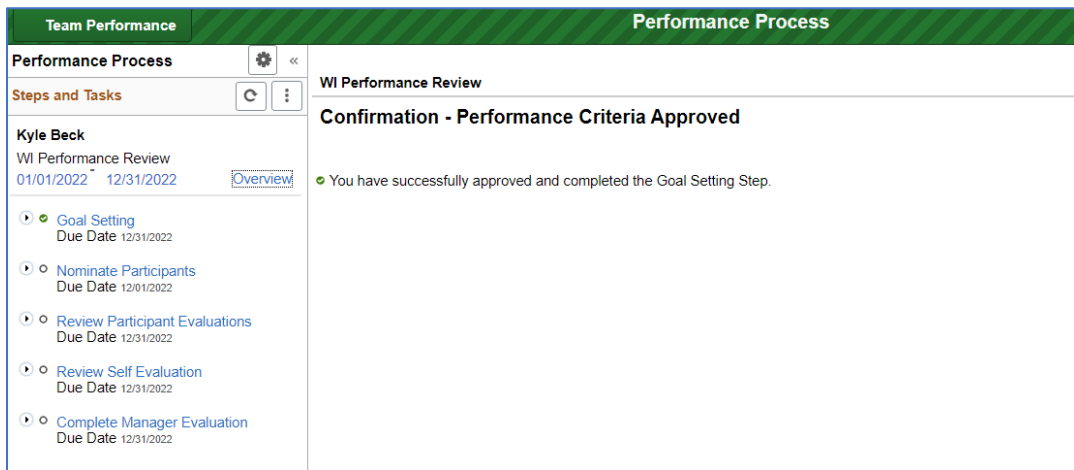 Team Performance
Performance Process
Performance Process «
Steps and Tasks
Kyle Beck
WI Performance Review
01/01/2022 - 12/31/2022 Overview
Goal Setting
Due Date 12/31/2022
Nominate Participants
Due Date 12/01/2022
Review Participant Evaluations
Due Date 12/31/2022
Review Self Evaluation
Due Date 12/31/2022
Complete Manager Evaluation
Due Date 12/31/2022
WI Performance Review
Confirmation - Performance Criteria Approved
You have successfully approved and completed the Goal Setting Step.